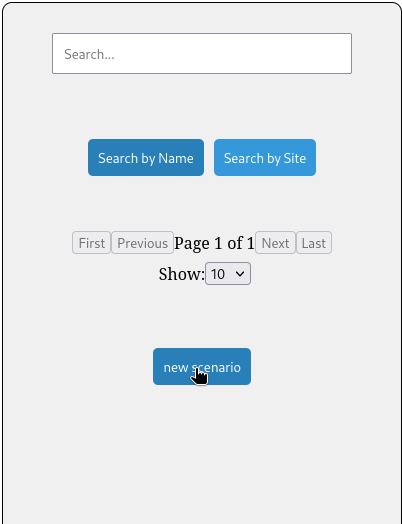 Search...
Search by Name Search by Site
First Previous Page 1 of 1 Next Last
Show: 10
new scenario